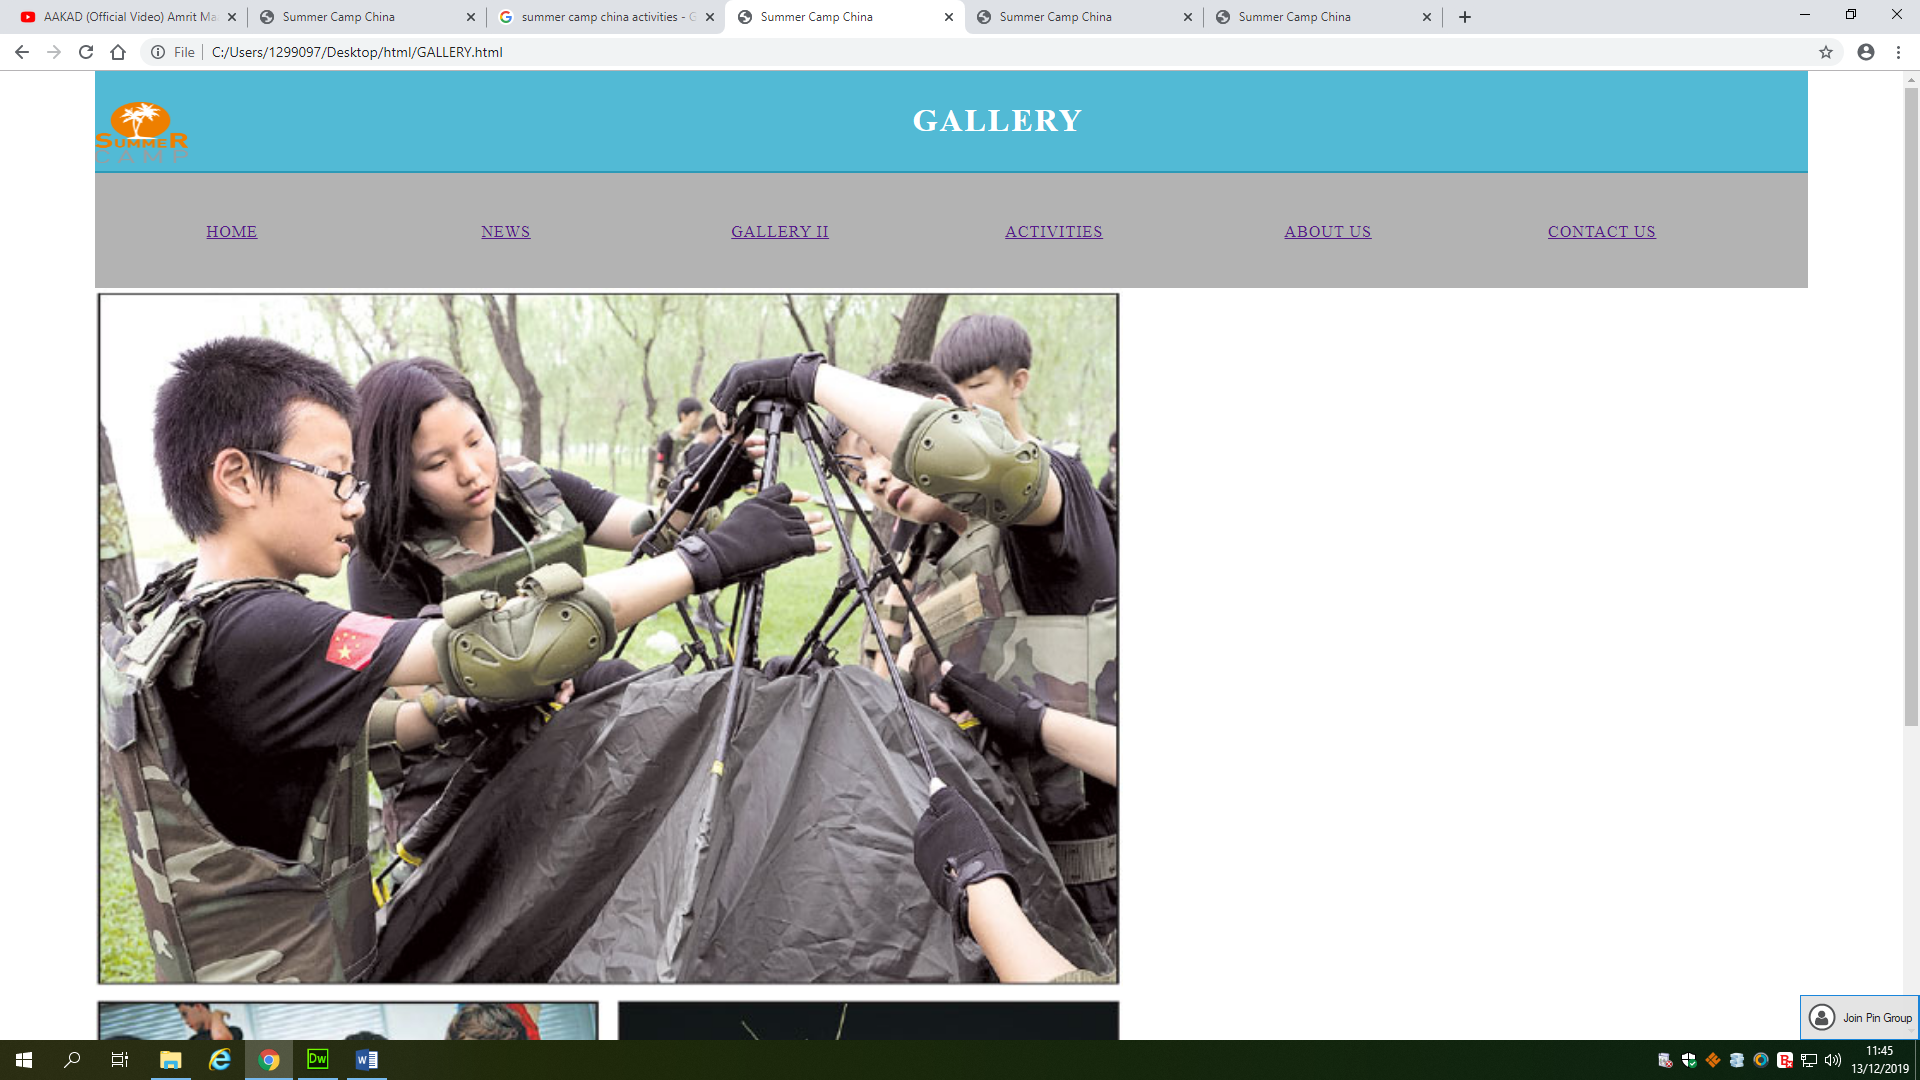 AAKAD (Official Video) Amrit Ma
Summer Camp China
summer camp china activities - G
Summer Camp China
Summer Camp China
Summer Camp China
File
C:/Users/1299097/Desktop/html/GALLERY.html
SUMMER
CAMP
GALLERY
HOME
NEWS
GALLERY II
ACTIVITIES
ABOUT US
CONTACT US
Join Pin Group
Dw
11:45
13/12/2019